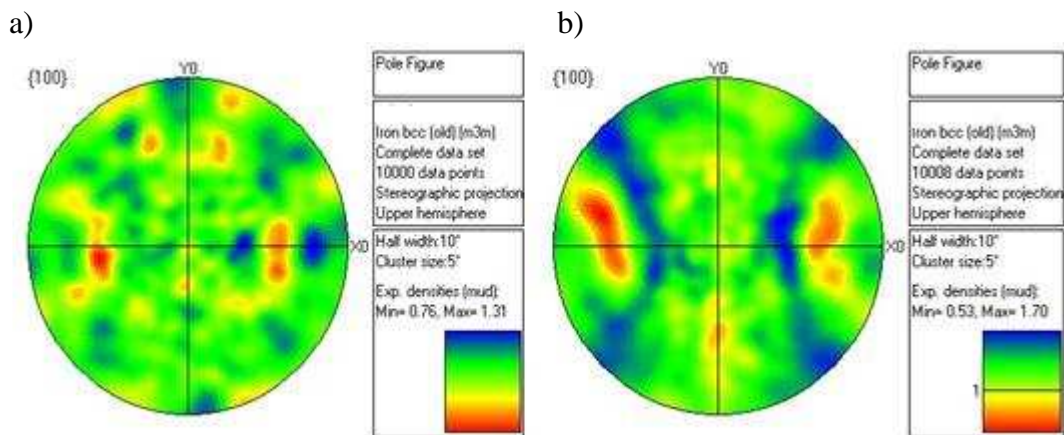 a)
{100}
Y0
X0
Pole Figure
Iron bcc (old) (m3m)
Complete data set
10000 data points
Stereographic projection
Upper hemisphere
Half width:10°
Cluster size:5°
Exp. densities (mud):
Min= 0.76, Max= 1.31
b)
{100}
Y0
X0
Pole Figure
Iron bcc (old) (m3m)
Complete data set
10008 data points
Stereographic projection
Upper hemisphere
Half width:10°
Cluster size:5°
Exp. densities (mud):
Min= 0.53, Max= 1.70
1